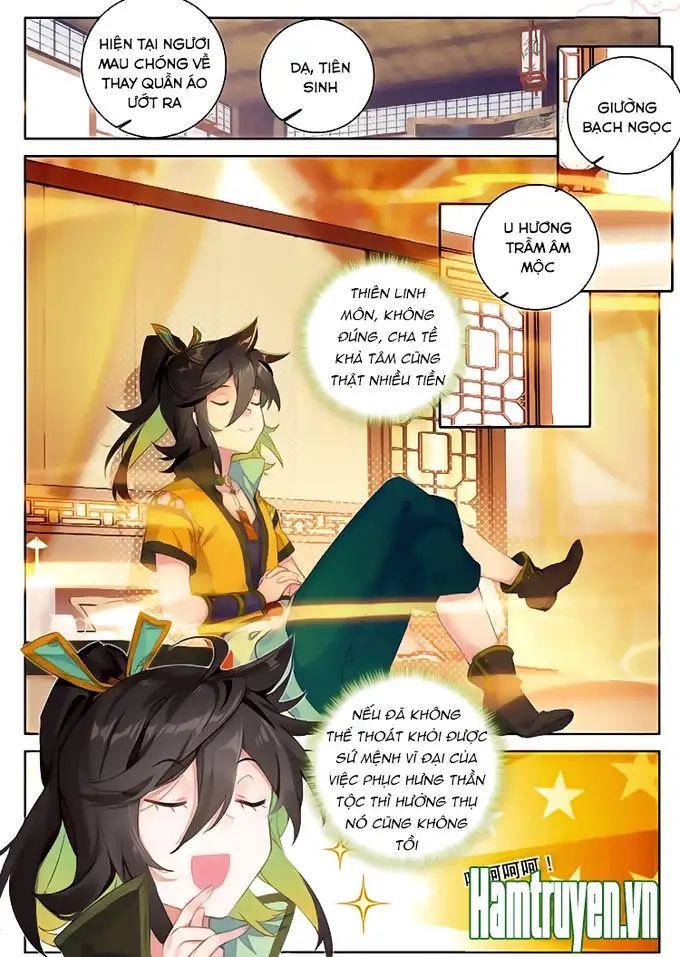 HIỆN TẠI NGƯƠI
MAU CHÓNG VỀ
THAY QUẦN ÁO
ƯỚT RA
DẠ, TIÊN
SINH
GIƯỜNG
BẠCH NGỌC
U HƯƠNG
TRẦM ÂM
MỘC
THIÊN LINH
MÔN, KHÔNG
ĐÚNG, CHA TỀ
KHẢ TÂM CŨNG
THẬT NHIỀU TIỀN
NẾU ĐÃ KHÔNG
THỂ THOÁT KHỎI ĐƯỢC
SỨ MỆNH VĨ ĐẠI CỦA
VIỆC PHỤC HƯNG THẦN
TỘC THÌ HƯỞNG THỤ
NÓ CŨNG KHÔNG
TỒI
Hamtruyen.vn